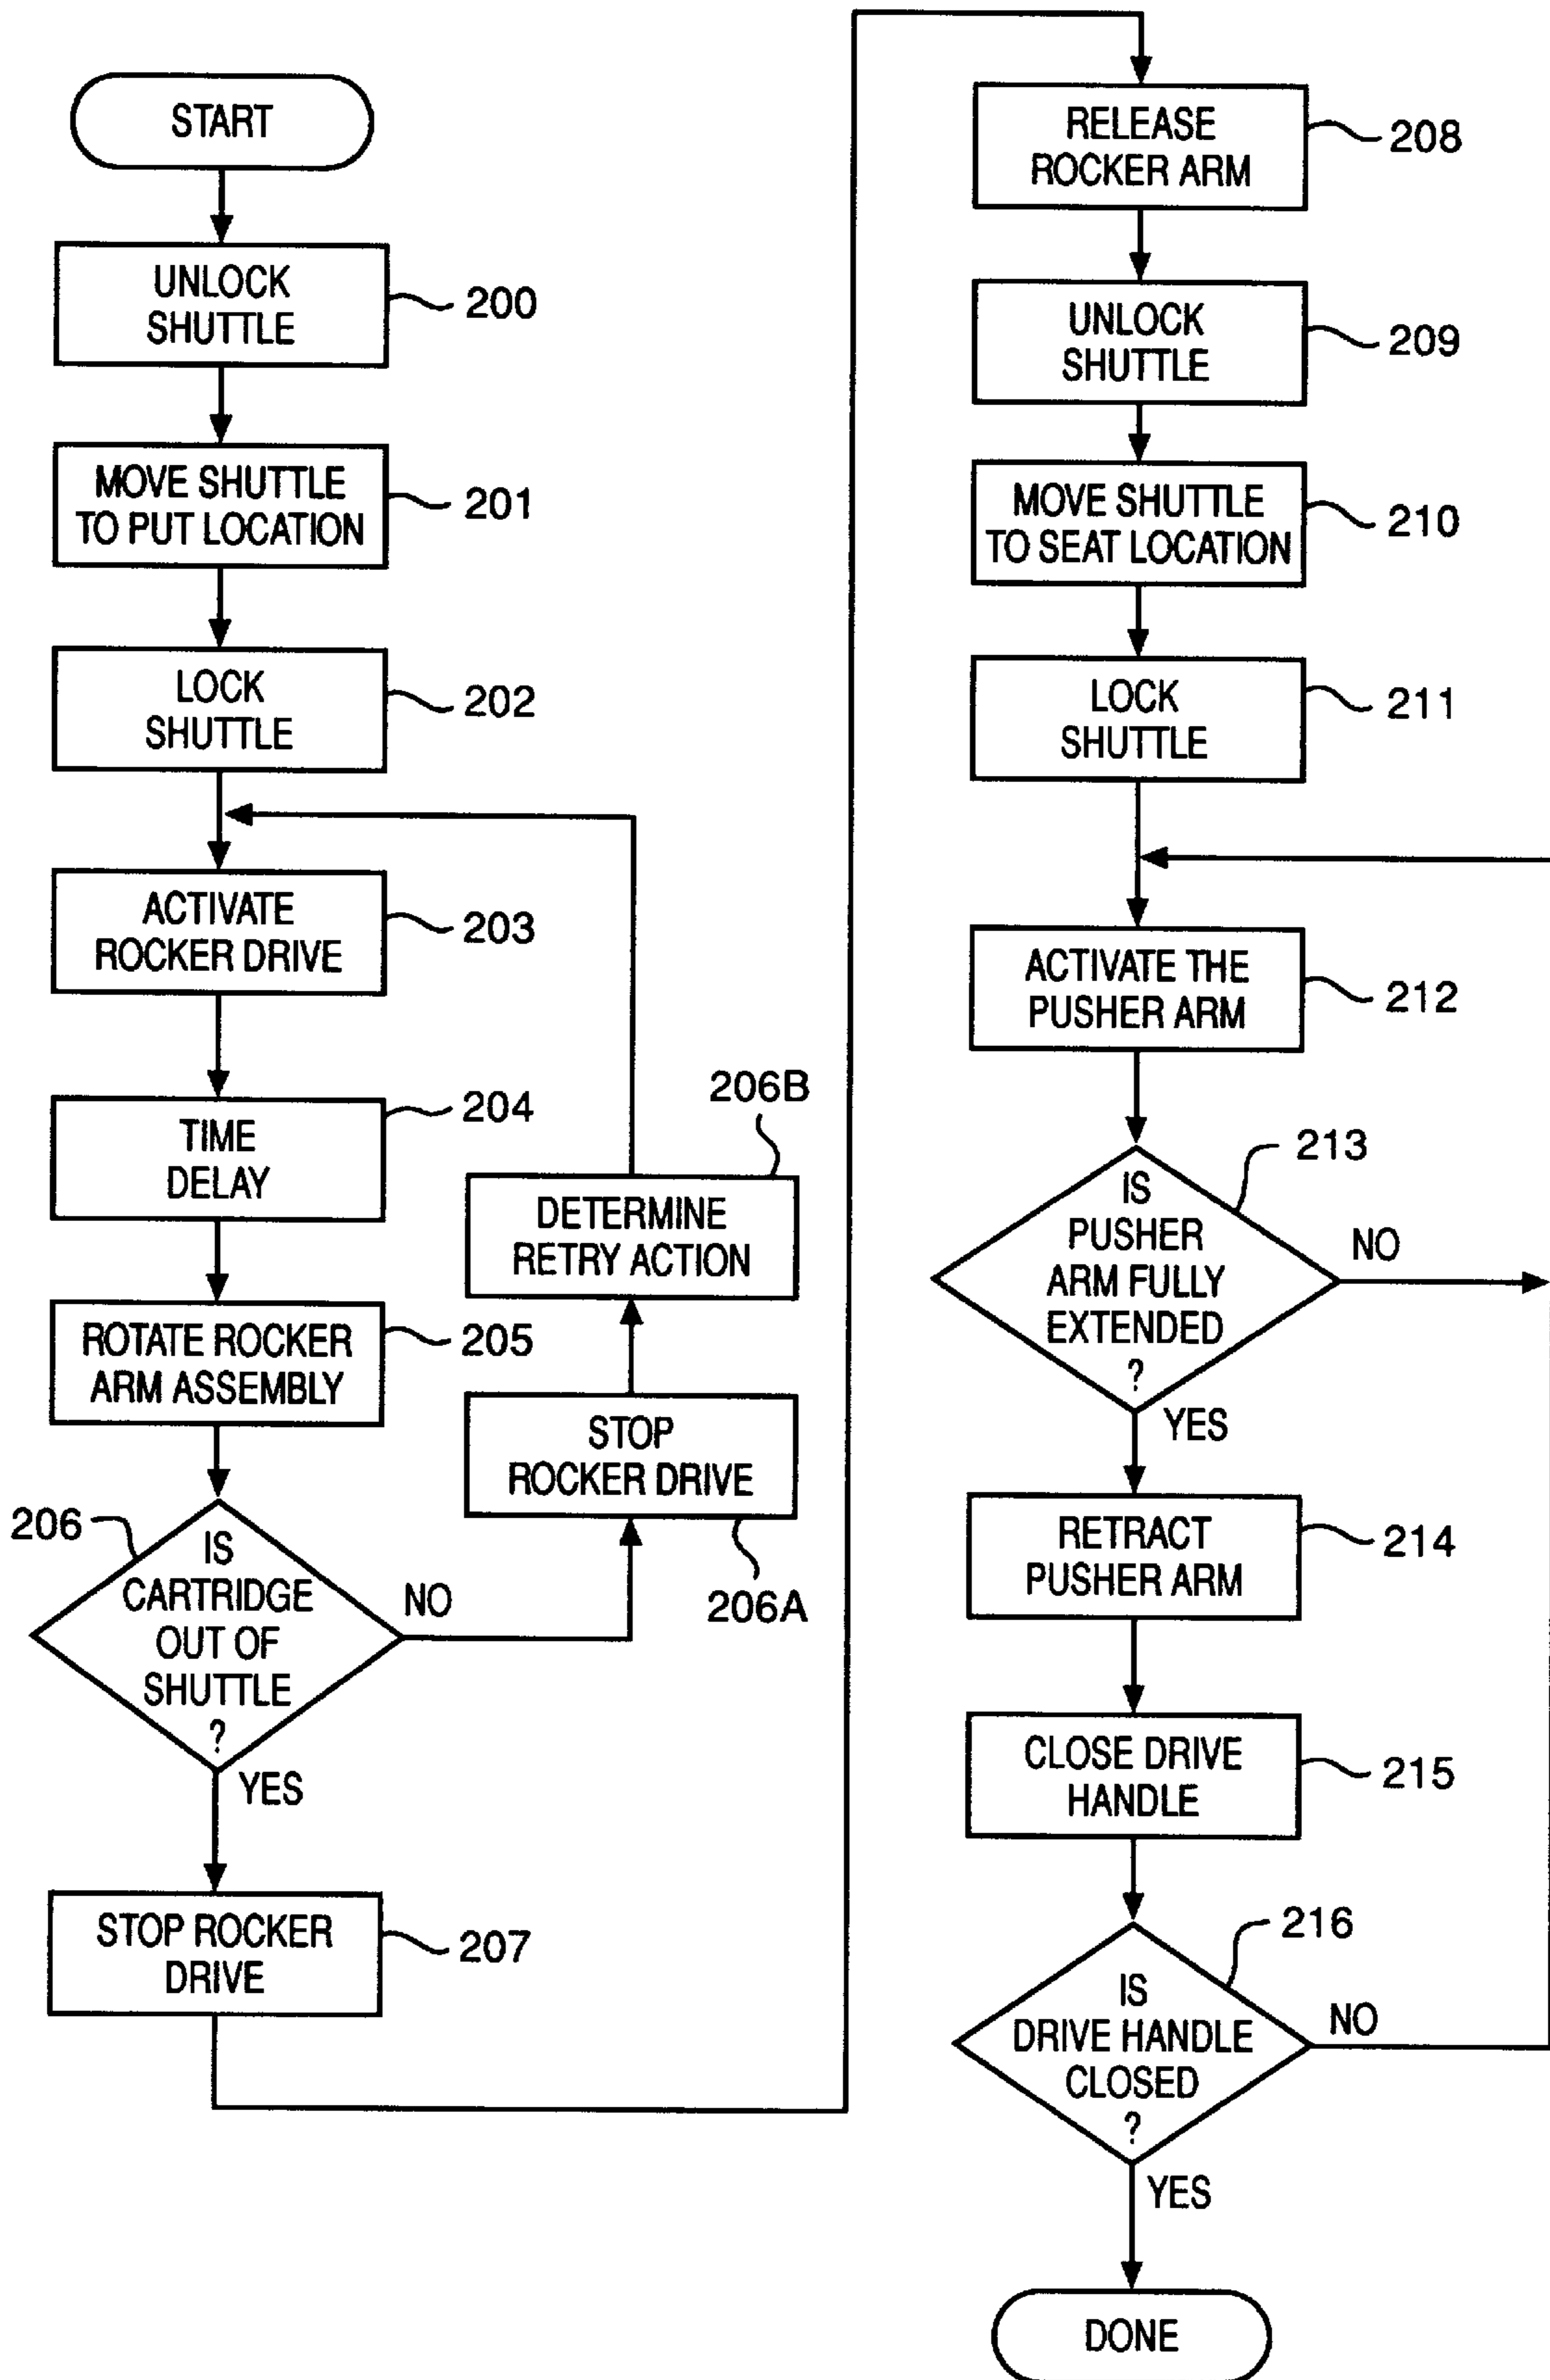 START
UNLOCK
SHUTTLE
200
MOVE SHUTTLE
TO PUT LOCATION
201
LOCK
SHUTTLE
202
ACTIVATE
ROCKER DRIVE
203
TIME
DELAY
204
ROTATE ROCKER
ARM ASSEMBLY
205
206
IS
CARTRIDGE
OUT OF
SHUTTLE
?
NO
YES
STOP
ROCKER DRIVE
206A
DETERMINE
RETRY ACTION
206B
STOP ROCKER
DRIVE
207
RELEASE
ROCKER ARM
208
UNLOCK
SHUTTLE
209
MOVE SHUTTLE
TO SEAT LOCATION
210
LOCK
SHUTTLE
211
ACTIVATE THE
PUSHER ARM
212
213
IS
PUSHER
ARM FULLY
EXTENDED
?
NO
YES
RETRACT
PUSHER ARM
214
CLOSE DRIVE
HANDLE
215
216
IS
DRIVE HANDLE
CLOSED
?
NO
YES
DONE